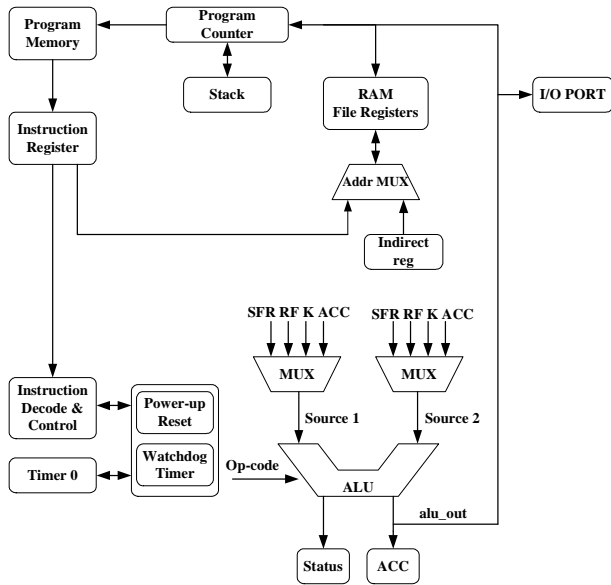 Program
Memory
Program
Counter
Stack
RAM
File Registers
I/O PORT
Instruction
Register
Addr MUX
Indirect
reg
SFR RF K ACC
SFR RF K ACC
MUX
MUX
Instruction
Decode &
Control
Power-up
Reset
Source 1
Source 2
Timer 0
Watchdog
Timer
Op-code
ALU
alu_out
Status
ACC